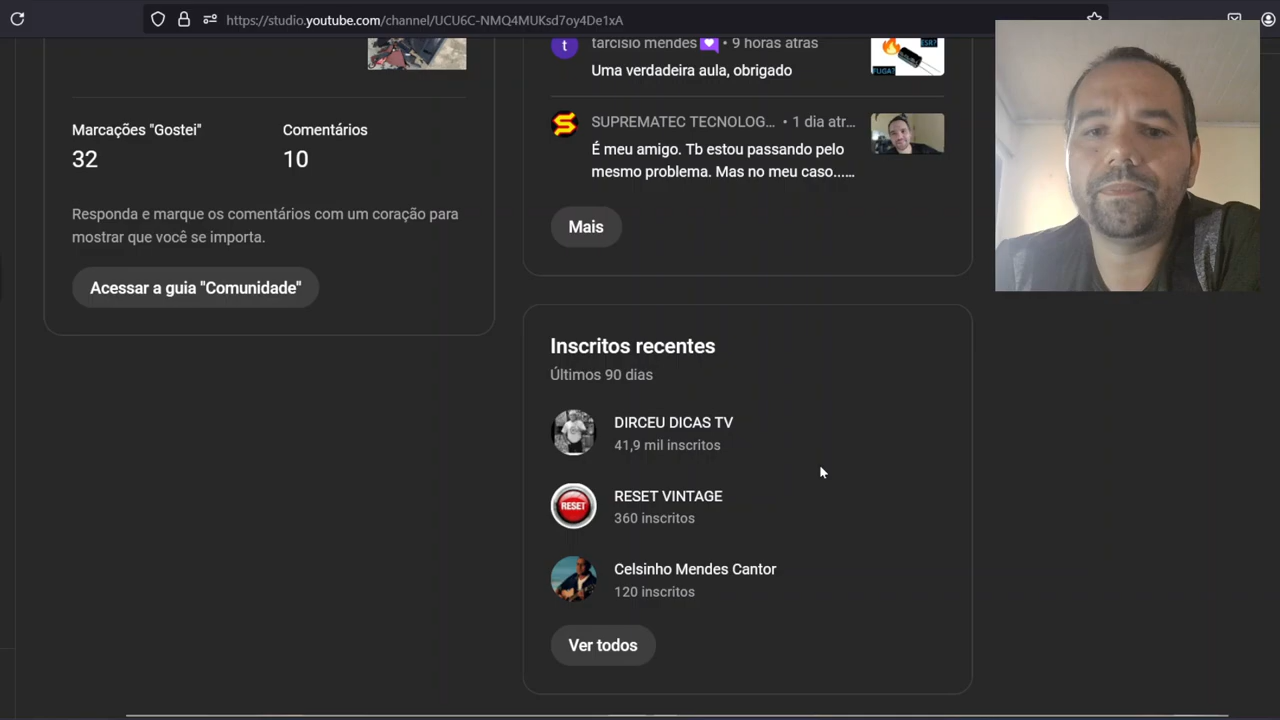 https://studio.youtube.com/channel/UCU6C-NMQ4MUKsd7oy4De1xA
Marcações "Gostei"
32
Comentários
10
Responda e marque os comentários com um coração para
mostrar que você se importa.
Acessar a guia "Comunidade"
t
tarcisio mendes • 9 horas atrás
Uma verdadeira aula, obrigado
FUGA?
ESR?
SUPREMATEC TECNOLOG... • 1 dia atr...
É meu amigo. Tb estou passando pelo
mesmo problema. Mas no meu caso......
Mais
Inscritos recentes
Últimos 90 dias
DIRCEU DICAS TV
41,9 mil inscritos
RESET
RESET VINTAGE
360 inscritos
Celsinho Mendes Cantor
120 inscritos
Ver todos